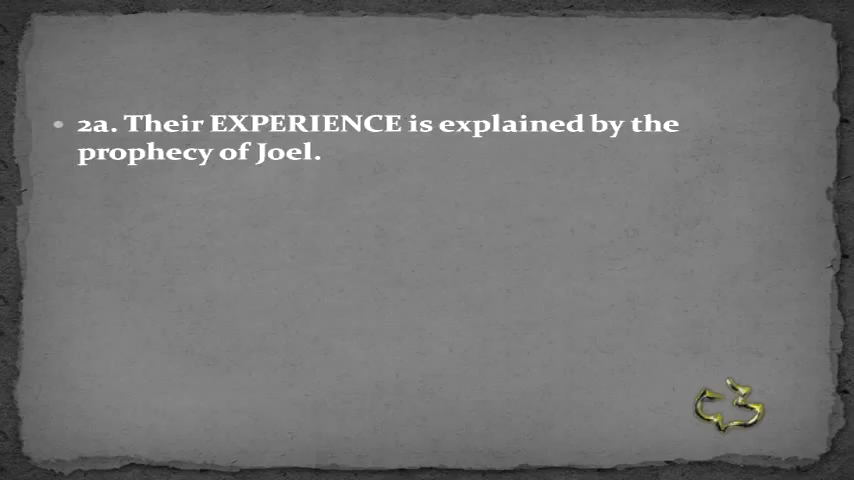 • 2a. Their EXPERIENCE is explained by the
prophecy of Joel.